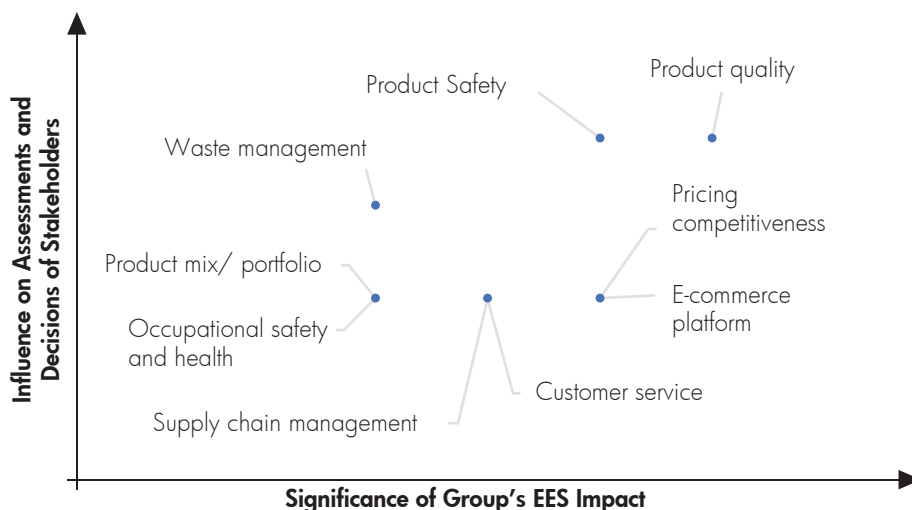 Product quality
Product Safety
Waste management
Pricing
competitiveness
Product mix/ portfolio
E-commerce
platform
Occupational safety
and health
Customer service
Supply chain management
Influence on Assessments and
Decisions of Stakeholders
Significance of Group's EES Impact